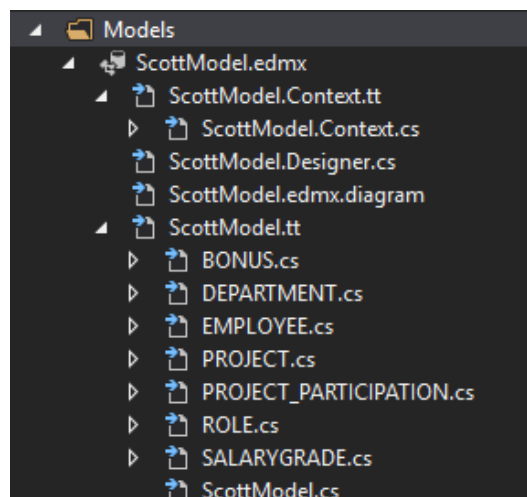 Models
ScottModel.edmx
ScottModel.Context.tt
ScottModel.Context.cs
ScottModel.Designer.cs
ScottModel.edmx.diagram
ScottModel.tt
BONUS.cs
DEPARTMENT.cs
EMPLOYEE.cs
PROJECT.cs
PROJECT_PARTICIPATION.cs
ROLE.cs
SALARYGRADE.cs
ScottModel.cs